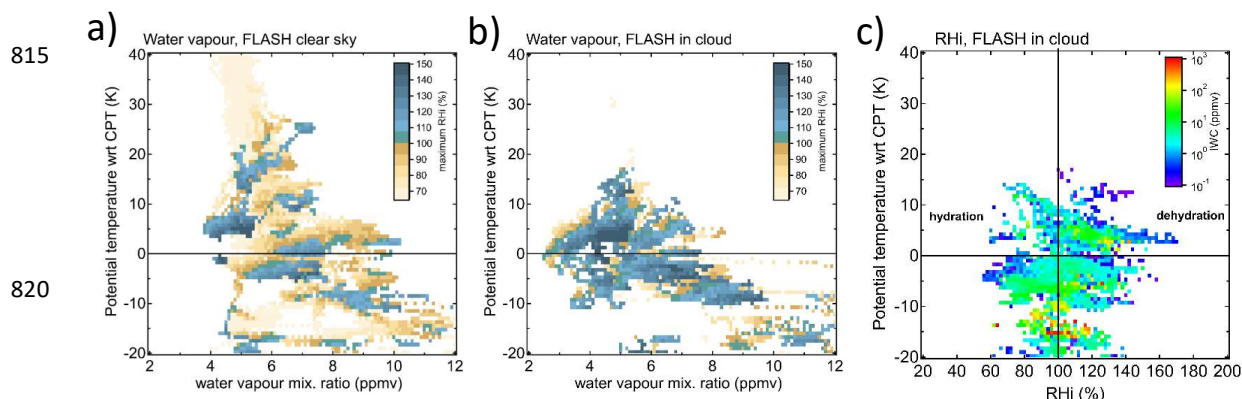 815
820
a)
Water vapour, FLASH clear sky
Potential temperature wrt CPT (K)
40
30
20
10
0
-10
-20
2 4 6 8 10 12
water vapour mix. ratio (ppmv)
150
140
130
120
110
100
90
80
70
maximum RHi (%)
b)
Water vapour, FLASH in cloud
Potential temperature wrt CPT (K)
40
30
20
10
0
-10
-20
2 4 6 8 10 12
water vapour mix. ratio (ppmv)
150
140
130
120
110
100
90
80
70
maximum RHi (%)
c)
RHi, FLASH in cloud
Potential temperature wrt CPT (K)
40
30
20
10
0
-10
-20
20 40 60 80 100 120 140 160 180 200
RHi (%)
10³
10²
10¹
10⁰
10⁻¹
IWC (ppmv)
hydration
dehydration